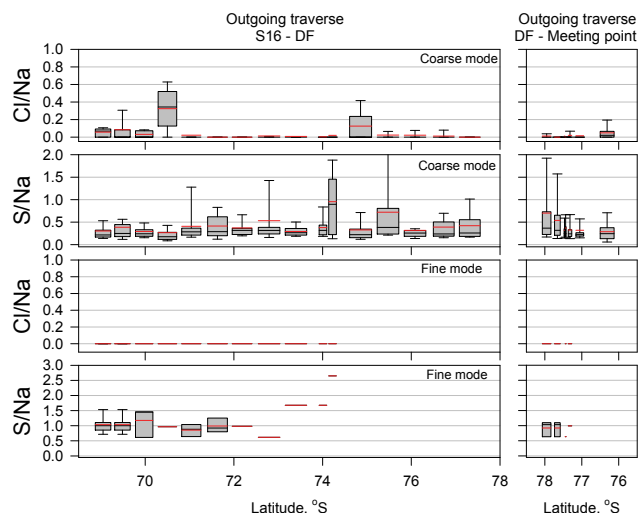 Outgoing traverse
S16 - DF
Outgoing traverse
DF - Meeting point
Cl/Na
1.0
0.8
0.6
0.4
0.2
0.0
Coarse mode
S/Na
2.0
1.5
1.0
0.5
0.0
Coarse mode
Cl/Na
1.0
0.8
0.6
0.4
0.2
0.0
Fine mode
S/Na
3.0
2.5
2.0
1.5
1.0
0.5
0.0
Fine mode
70 72 74 76 78
78 77 76
Latitude, °S
Latitude, °S